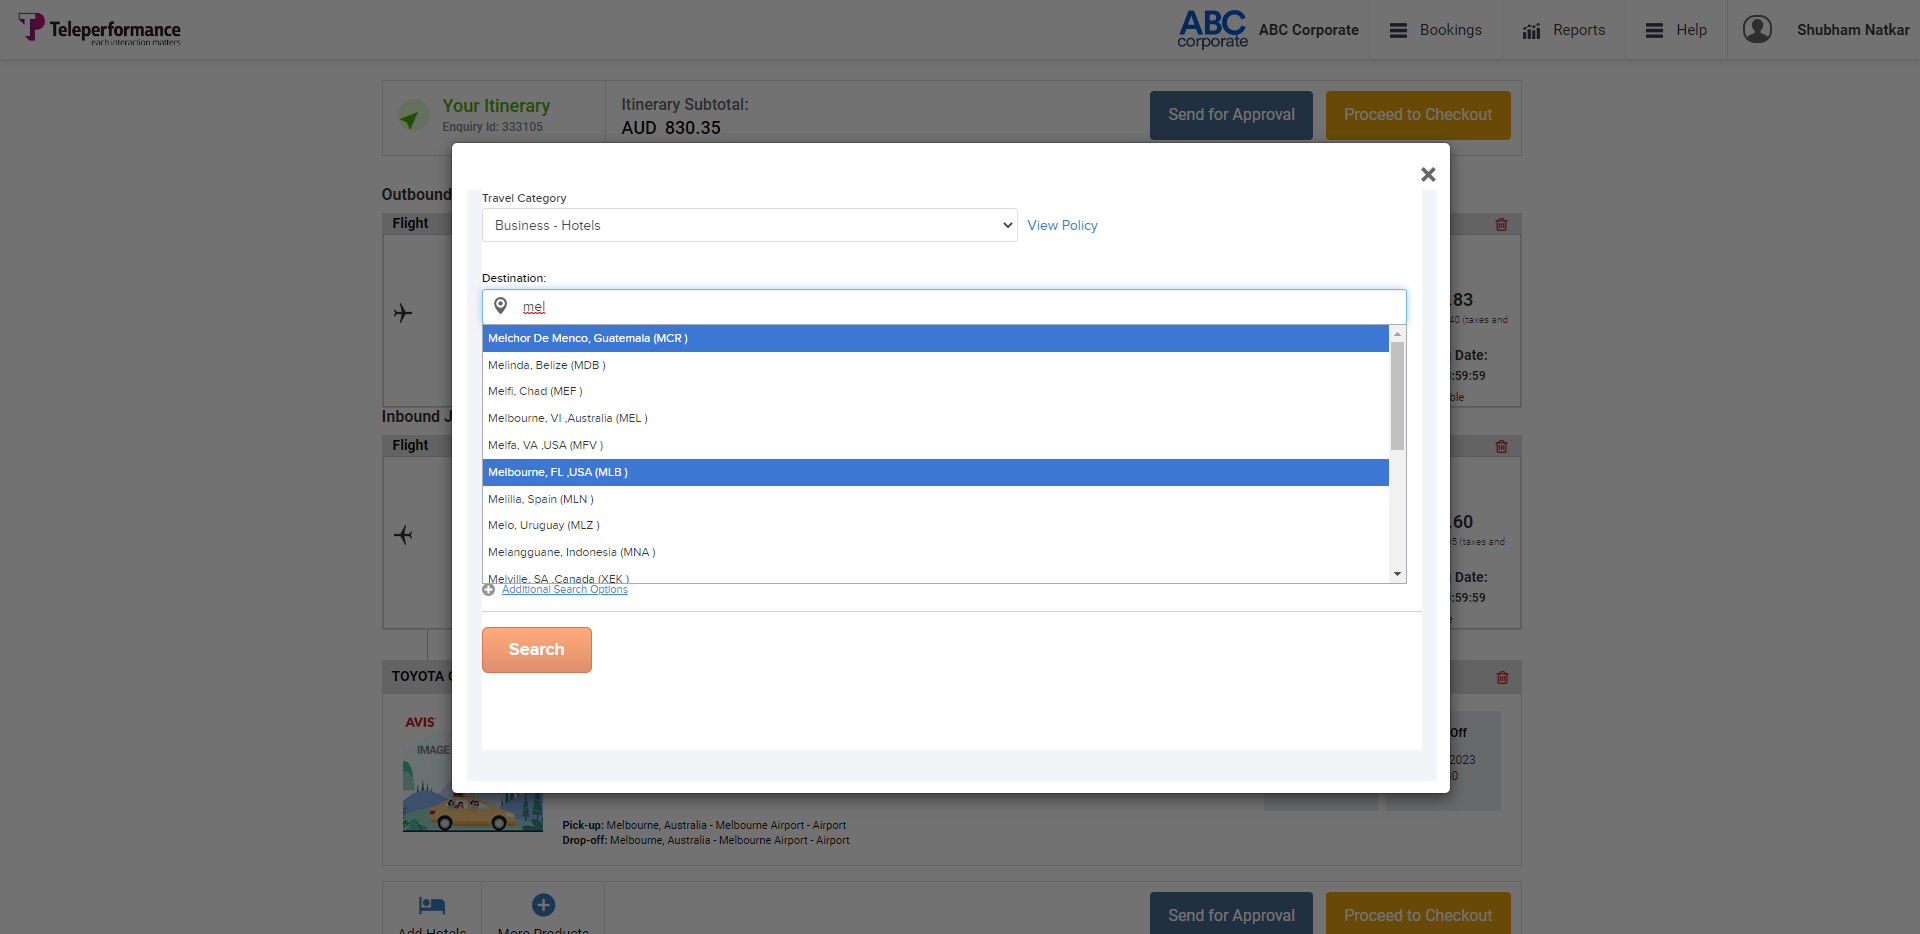 Teleperformance
each interaction matters
ABC
corporate
ABC Corporate
Bookings
Reports
Help
Shubham Natkar
Your Itinerary
Enquiry Id: 333105
Itinerary Subtotal:
AUD 830.35
Send for Approval
Proceed to Checkout
Outbound
Flight
Travel Category
Business - Hotels
View Policy
Destination:
mel
Melchor De Menco, Guatemala (MCR )
Melinda, Belize (MDB )
Melfi, Chad (MEF )
Melbourne, VI ,Australia (MEL )
Melfa, VA ,USA (MFV )
Melbourne, FL ,USA (MLB )
Melilla, Spain (MLN )
Melo, Uruguay (MLZ )
Melangguane, Indonesia (MNA )
Melville, SA ,Canada (XEK )
Additional Search Options
Search
.83
40 (taxes and
Date:
:59:59
ble
Inbound J
Flight
.60
(taxes and
Date:
:59:59
TOYOTA
AVIS
IMAGE
Off
2023
Pick-up: Melbourne, Australia - Melbourne Airport - Airport
Drop-off: Melbourne, Australia - Melbourne Airport - Airport
Add Hotels
More Products
Send for Approval
Proceed to Checkout